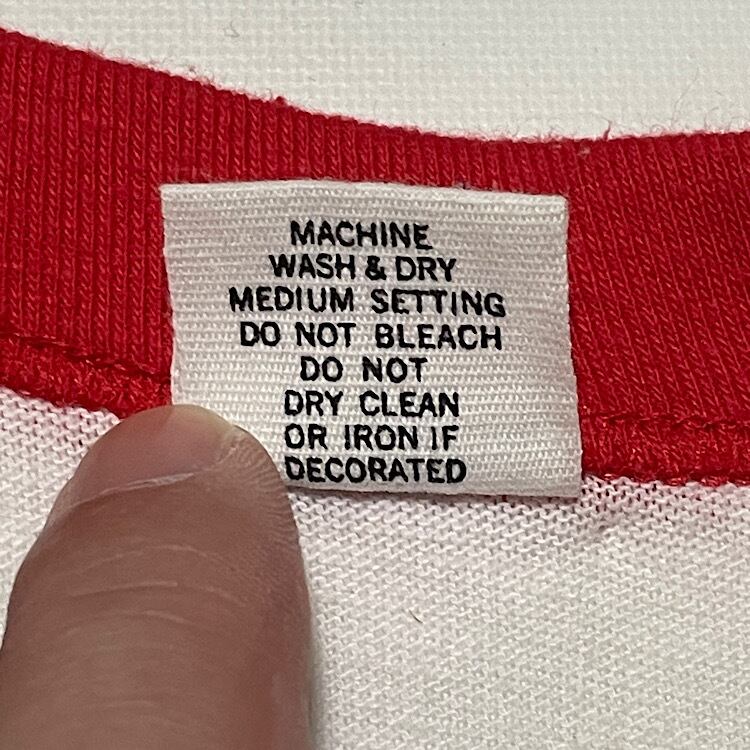 MACHINE
WASH & DRY
MEDIUM SETTING
DO NOT BLEACH
DO NOT
DRY CLEAN
OR IRON IF
DECORATED